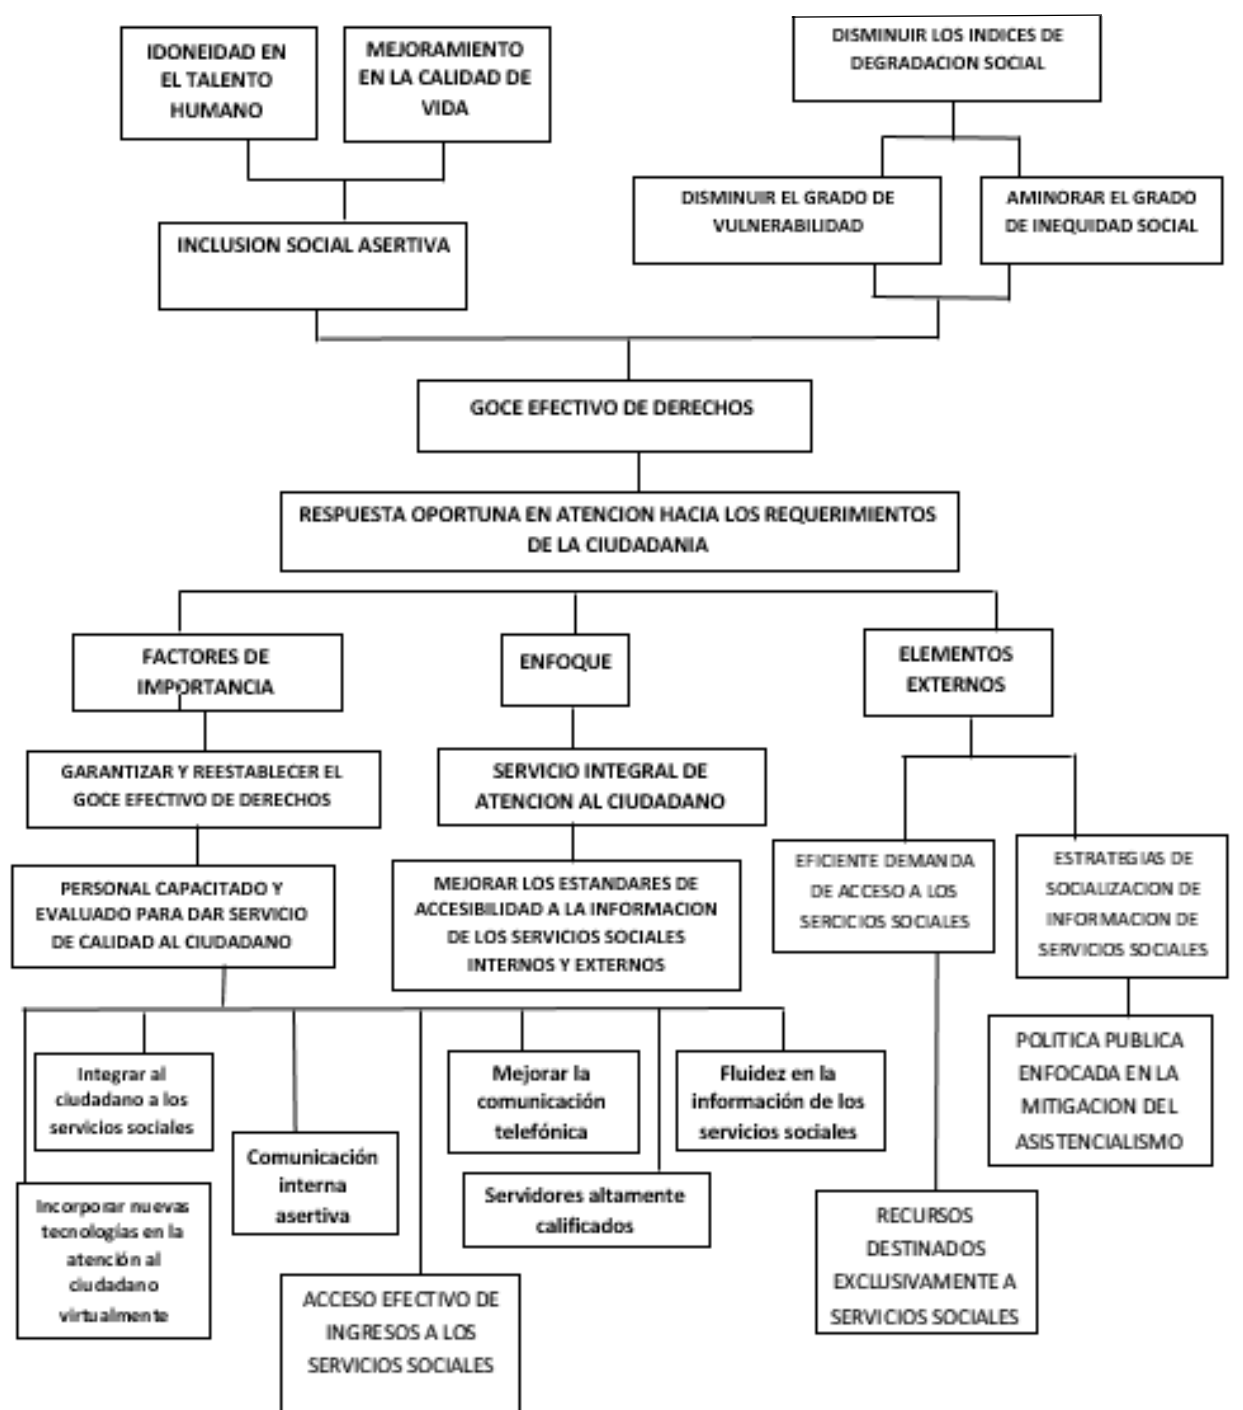 IDONEIDAD EN
EL TALENTO
HUMANO
MEJORAMIENTO
EN LA CALIDAD DE
VIDA
DISMINUIR LOS INDICES DE
DEGRADACION SOCIAL
DISMINUIR EL GRADO DE
VULNERABILIDAD
AMINORAR EL GRADO
DE INEQUIDAD SOCIAL
INCLUSION SOCIAL ASERTIVA
GOCE EFECTIVO DE DERECHOS
RESPUESTA OPORTUNA EN ATENCION HACIA LOS REQUERIMIENTOS
DE LA CIUDADANIA
FACTORES DE
IMPORTANCIA
ENFOQUE
ELEMENTOS
EXTERNOS
GARANTIZAR Y REESTABLECER EL
GOCE EFECTIVO DE DERECHOS
SERVICIO INTEGRAL DE
ATENCION AL CIUDADANO
PERSONAL CAPACITADO Y
EVALUADO PARA DAR SERVICIO
DE CALIDAD AL CIUDADANO
MEJORAR LOS ESTANDARES DE
ACCESIBILIDAD A LA INFORMACION
DE LOS SERVICIOS SOCIALES
INTERNOS Y EXTERNOS
EFICIENTE DEMANDA
DE ACCESO A LOS
SERCICIOS SOCIALES
ESTRATEGIAS DE
SOCIALIZACION DE
INFORMACION DE
SERVICIOS SOCIALES
Integrar al
ciudadano a los
servicios sociales
Comunicación
interna
asertiva
Mejorar la
comunicación
telefónica
Fluidez en la
información de los
servicios sociales
POLITICA PUBLICA
ENFOCADA EN LA
MITIGACION DEL
ASISTENCIALISMO
Incorporar nuevas
tecnologías en la
atención al
ciudadano
virtualmente
Servidores altamente
calificados
ACCESO EFECTIVO DE
INGRESOS A LOS
SERVICIOS SOCIALES
RECURSOS
DESTINADOS
EXCLUSIVAMENTE A
SERVICIOS SOCIALES